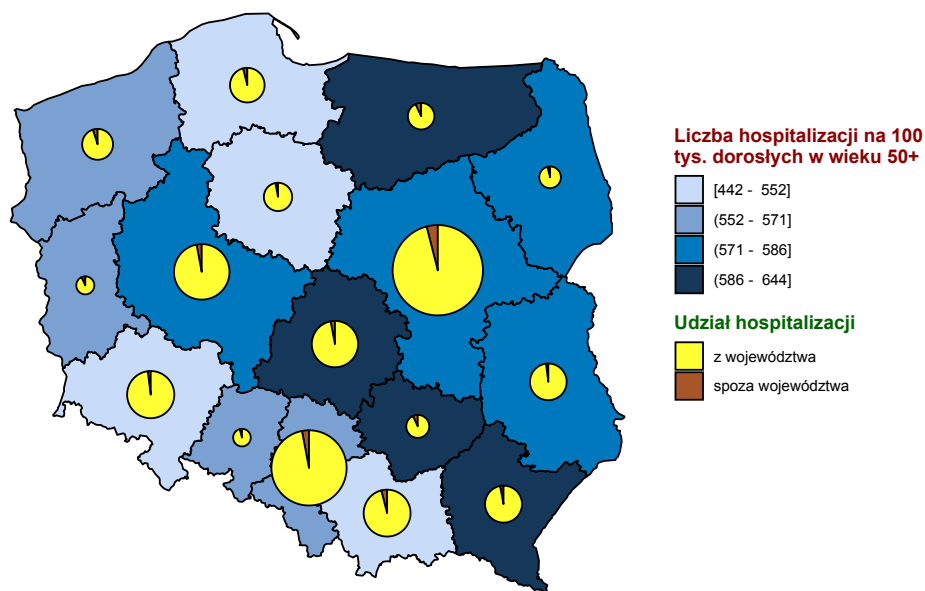 Liczba hospitalizacji na 100
tys. dorosłych w wieku 50+
[442 - 552]
(552 - 571]
(571 - 586]
(586 - 644]
Udział hospitalizacji
z województwa
spoza województwa